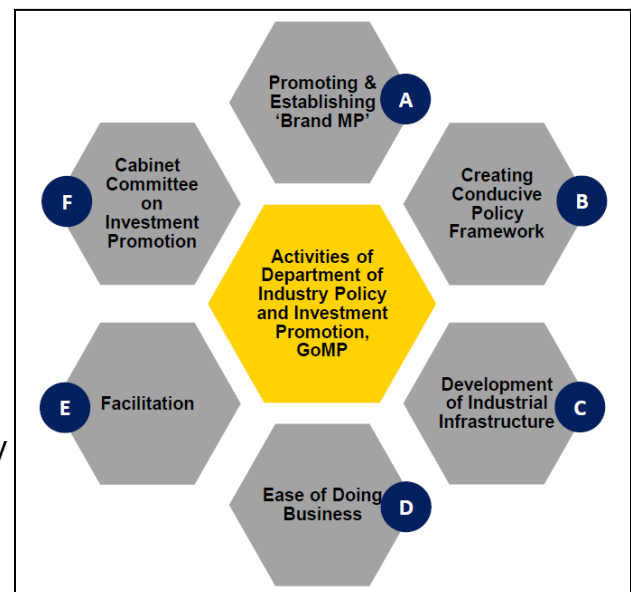 Promoting &
Establishing
‘Brand MP’
A
Creating
Conducive
Policy
Framework
B
Development
of Industrial
Infrastructure
C
Ease of Doing
Business
D
Facilitation
E
Cabinet
Committee
on
Investment
Promotion
F
Activities of
Department of
Industry Policy
and Investment
Promotion,
GoMP